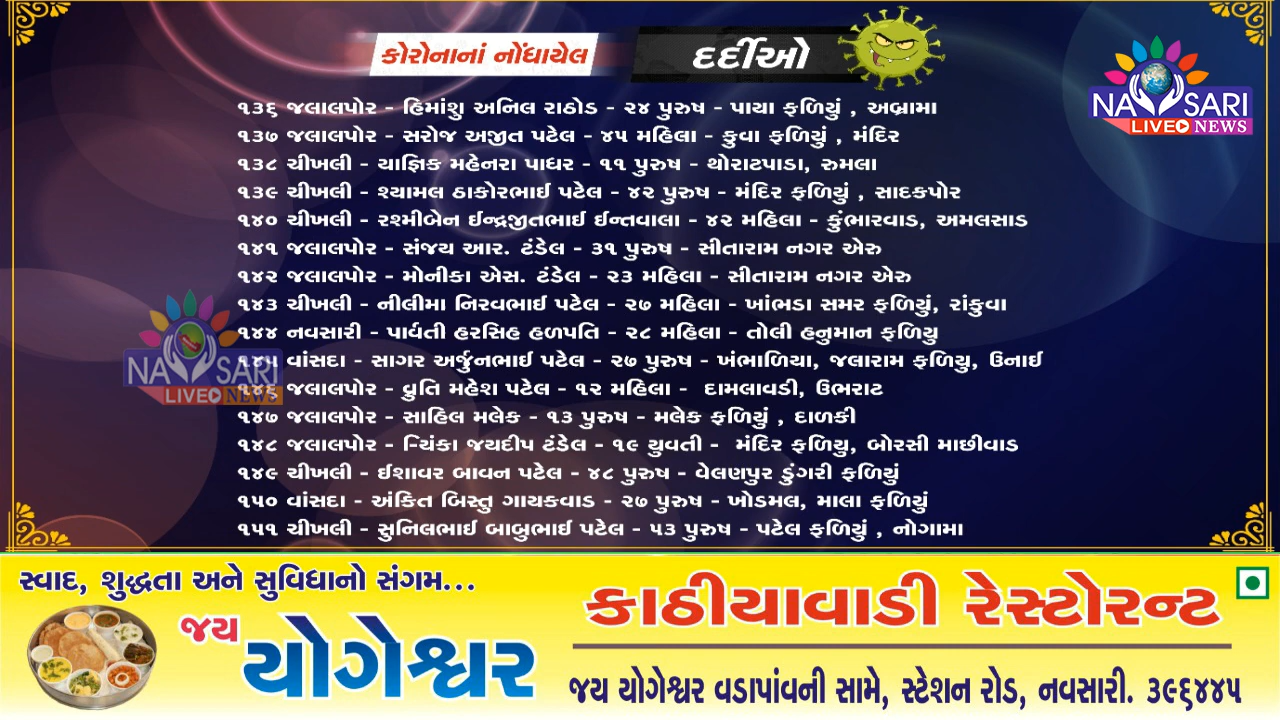 કોરોનાનાં નોંધાયેલ દર્દીઓ
NAVSARI
LIVE NEWS
૧૩૬ જલાલપોર - હિમાંશુ અનિલ રાઠોડ - ૨૪ પુરુષ - પાયા ફળિયું , અબ્રામા
૧૩૭ જલાલપોર - સરોજ અજીત પટેલ - ૪૫ મહિલા - કુવા ફળિયું , મંદિર
૧૩૮ ચીખલી - યાજ્ઞિક મહેનરા પાધર - ૧૧ પુરુષ - થોરાટપાડા, રુમલા
૧૩૯ ચીખલી - શ્યામલ ઠાકોરભાઈ પટેલ - ૪૨ પુરુષ - મંદિર ફળિયું , સાદકપોર
૧૪૦ ચીખલી - રશ્મીબેન ઈન્દ્રજીતભાઈ ઈન્તવાલા - ૪૨ મહિલા - કુંભારવાડ, અમલસાડ
૧૪૧ જલાલપોર - સંજય આર. ટંડેલ - ૩૧ પુરુષ - સીતારામ નગર એરુ
૧૪૨ જલાલપોર - મોનીકા એસ. ટંડેલ - ૨૩ મહિલા - સીતારામ નગર એરુ
૧૪૩ ચીખલી - નીલીમા નિરવભાઈ પટેલ - ૨૭ મહિલા - ખાંભડા સમર ફળિયું, રાંકુવા
૧૪૪ નવસારી - પાર્વતી હરસિહ હળપતિ - ૨૮ મહિલા - તોલી હનુમાન ફળિયુ
૧૪૫ વાંસદા - સાગર અર્જુનભાઈ પટેલ - ૨૭ પુરુષ - ખંભાળિયા, જલારામ ફળિયુ, ઉનાઈ
૧૪૬ જલાલપોર - ધ્રુતિ મહેશ પટેલ - ૧૨ મહિલા - દામલાવડી, ઉભરાટ
૧૪૭ જલાલપોર - સાહિલ મલેક - ૧૩ પુરુષ - મલેક ફળિયું , દાળકી
૧૪૮ જલાલપોર - જયદીપ ટંડેલ - ૧૯ યુવતી - મંદિર ફળિયુ, બોરસી માછીવાડ
૧૪૯ ચીખલી - ઈશાવર બાવન પટેલ - ૪૮ પુરુષ - વેલણપુર ડુંગરી ફળિયું
૧૫૦ વાંસદા - અંકિત બિસ્તુ ગાયકવાડ - ૨૭ પુરુષ - ખોડમલ, માલા ફળિયું
૧૫૧ ચીખલી - સુનિલભાઈ બાબુભાઈ પટેલ - ૫૩ પુરુષ - પટેલ ફળિયું , નોગામા
NAVSARI
LIVE NEWS
સ્વાદ, શુદ્ધતા અને સુવિધાનો સંગમ...
જય યોગેશ્વર
કાઠીયાવાડી રેસ્ટોરન્ટ
જય યોગેશ્વર વડાપાંવની સામે, સ્ટેશન રોડ, નવસારી. ૩૯૬૪૪૫